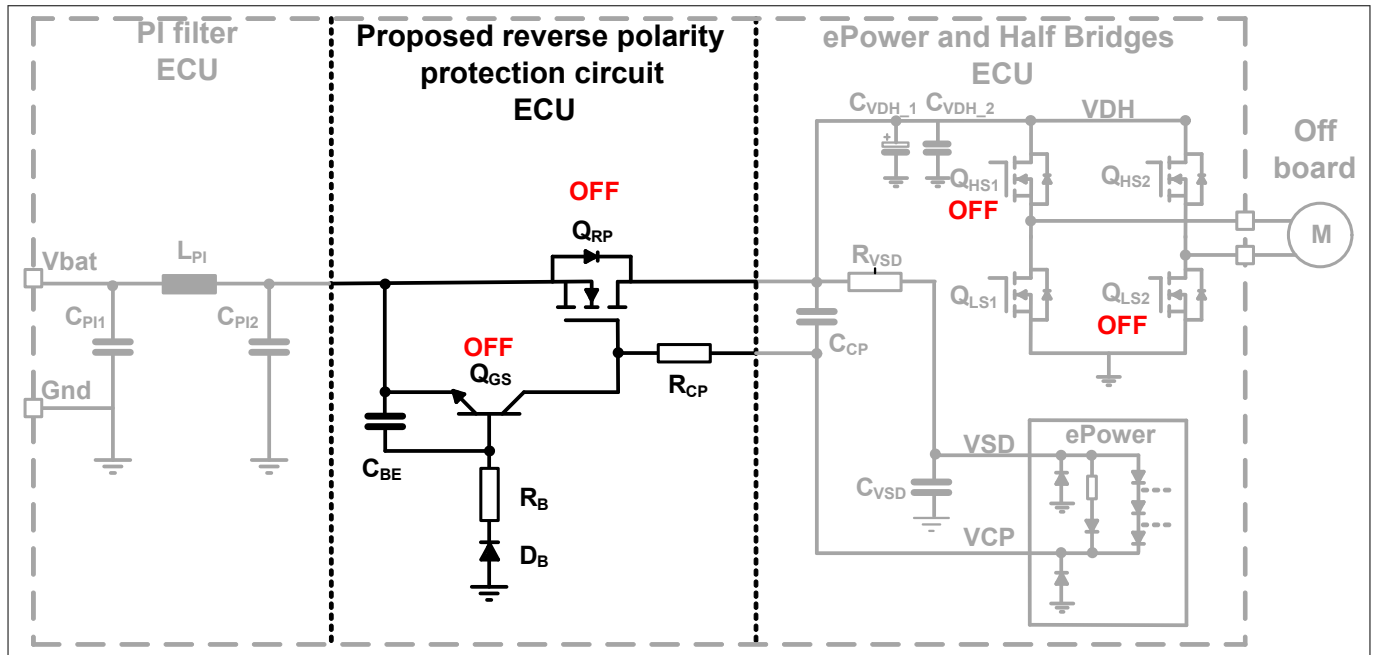 PI filter
ECU
Proposed reverse polarity
protection circuit
ECU
ePower and Half Bridges
ECU
Off
board
CVDH_1
CVDH_2
VDH
QHS1
OFF
QHS2
OFF
QRP
M
Vbat
LPI
RVSD
CPI1
CPI2
QLS1
QLS2
OFF
OFF
QGS
CCP
RCP
Gnd
CBE
VSD
ePower
RB
CVSD
VCP
DB